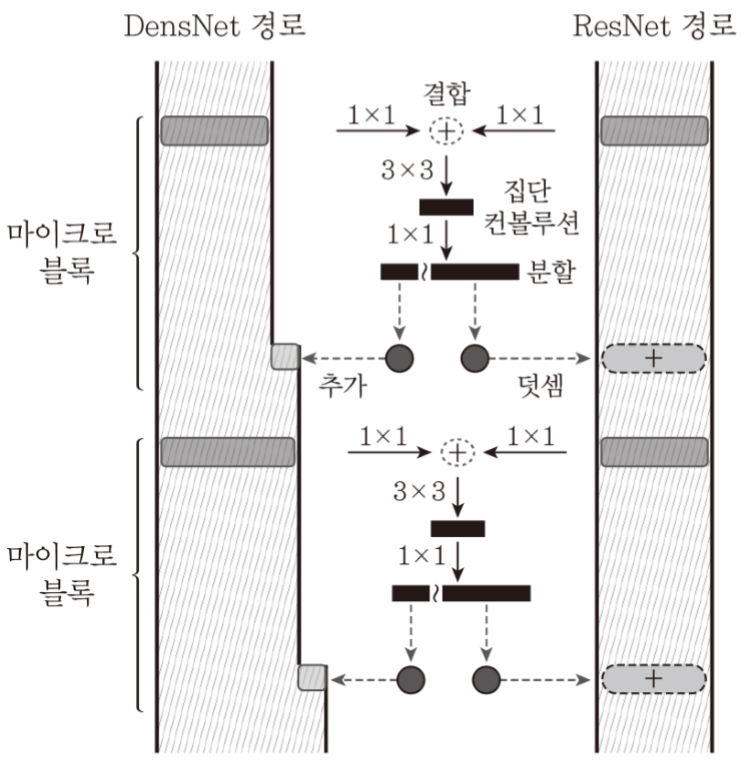 DensNet 경로
ResNet 경로
결합
1×1
+
1×1
3×3
집단
컨볼루션
1×1
분할
마이크로
블록
추가
덧셈
+
1×1
+
1×1
3×3
1×1
마이크로
블록
+